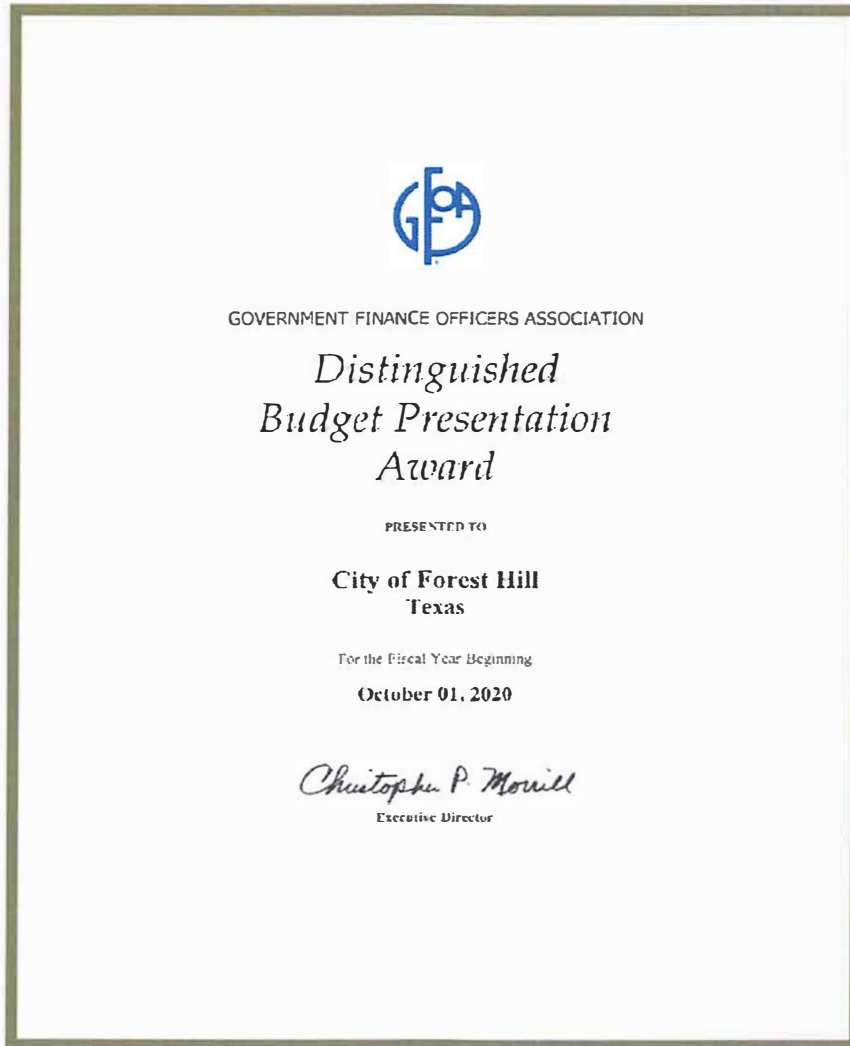 GFOA
GOVERNMENT FINANCE OFFICERS ASSOCIATION
Distinguished
Budget Presentation
Award
PRESENTED TO
City of Forest Hill
Texas
For the Fiscal Year Beginning
October 01, 2020
Christopher P. Morrill
Executive Director